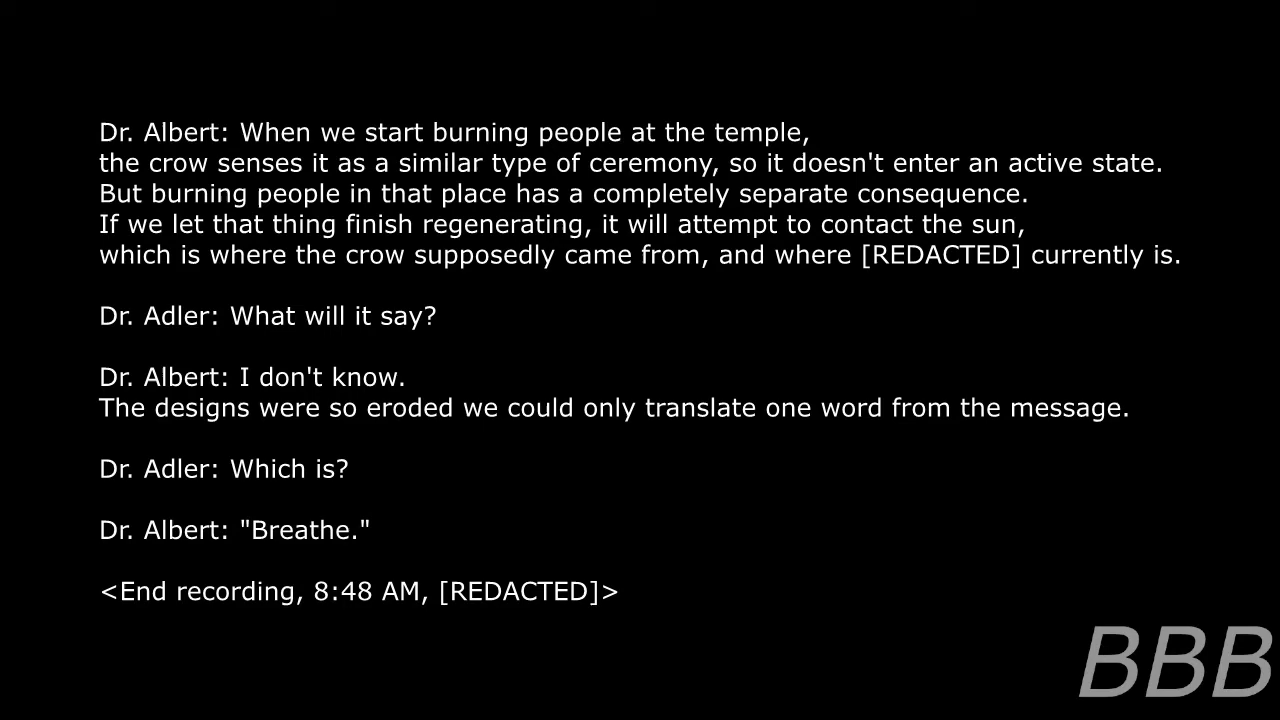 Dr. Albert: When we start burning people at the temple,
the crow senses it as a similar type of ceremony, so it doesn't enter an active state.
But burning people in that place has a completely separate consequence.
If we let that thing finish regenerating, it will attempt to contact the sun,
which is where the crow supposedly came from, and where [REDACTED] currently is.
Dr. Adler: What will it say?
Dr. Albert: I don't know.
The designs were so eroded we could only translate one word from the message.
Dr. Adler: Which is?
Dr. Albert: "Breathe."
<End recording, 8:48 AM, [REDACTED]>
BBB